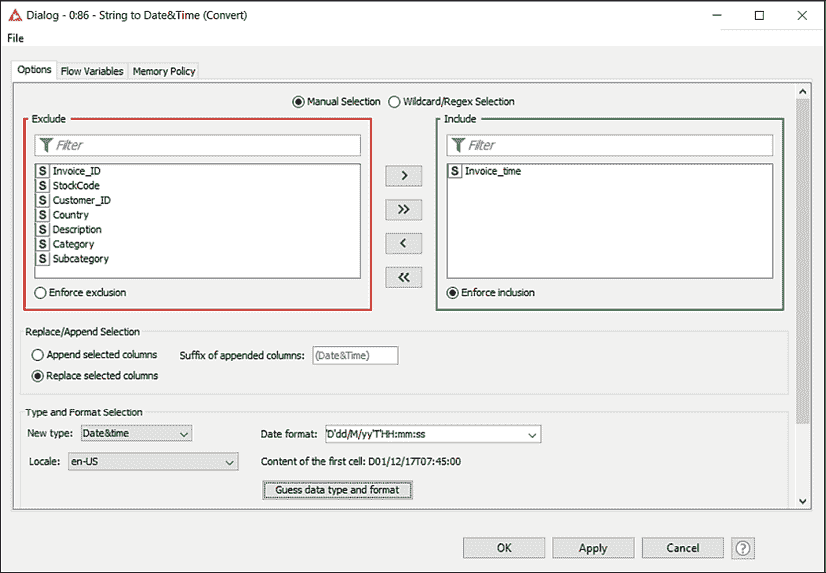 Dialog - 0:86 - String to Date&Time (Convert)
File
Options Flow Variables Memory Policy
Manual Selection Wildcard/Regex Selection
Exclude
Filter
S Invoice_ID
S StockCode
S Customer_ID
S Country
S Description
S Category
S Subcategory
Enforce exclusion
>
>>
<
<<
Include
Filter
S Invoice_time
Enforce inclusion
Replace/Append Selection
Append selected columns Suffix of appended columns: (Date&Time)
Replace selected columns
Type and Format Selection
New type: Date&time Date format: 'D'dd/M/yy'T'HH:mm:ss
Locale: en-US Content of the first cell: D01/12/17T07:45:00
Guess data type and format
OK Apply Cancel ?